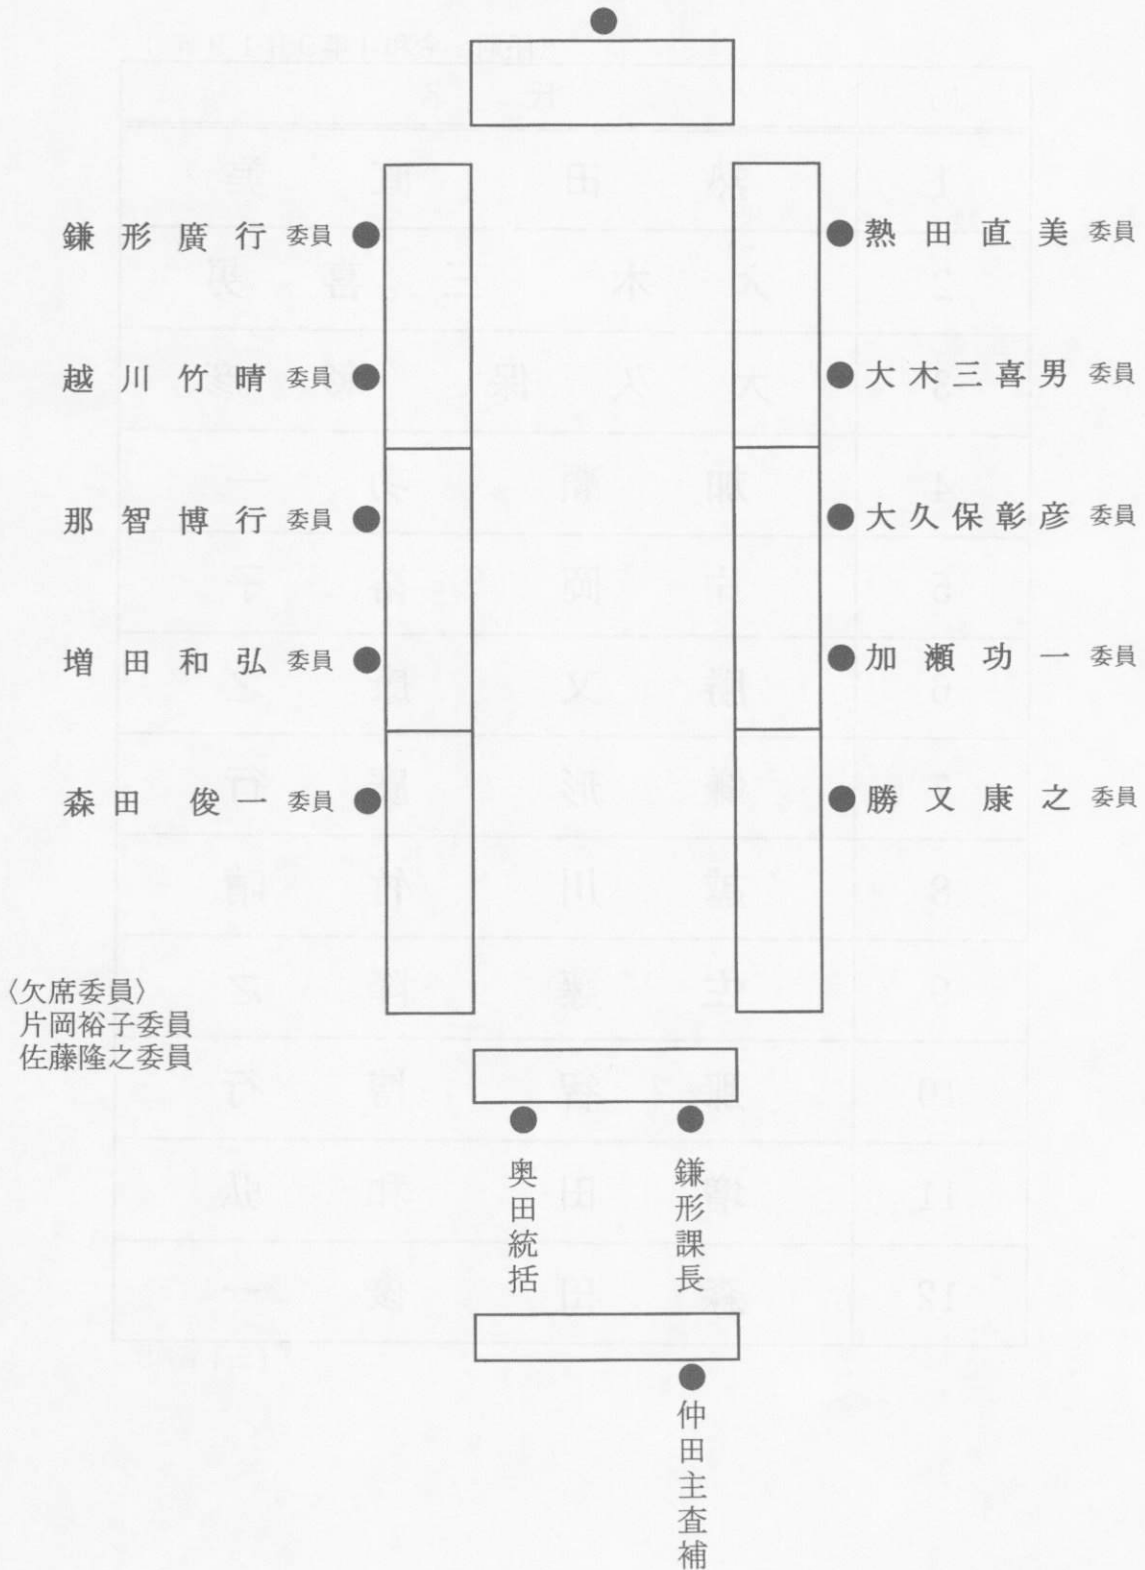 鎌形廣行 委員
熱田直美 委員
越川竹晴 委員
大木三喜男 委員
那智博行 委員
大久保彰彦 委員
増田和弘 委員
加瀬功一 委員
森田 俊一 委員
勝又康之 委員
〈欠席委員〉
片岡裕子委員
佐藤隆之委員
奥田統括
鎌形課長
仲田主査補